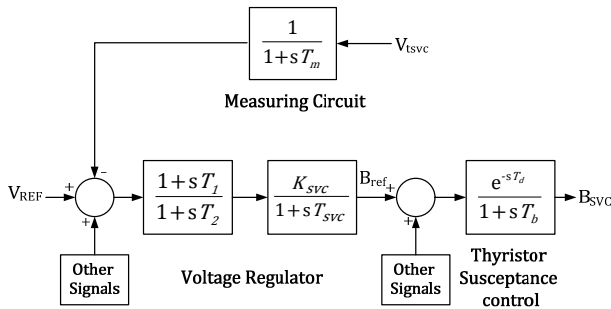 1
1+sT_m
V_tsvc
Measuring Circuit
-
V_REF
+
+
1+sT_1
1+sT_2
K_svc
1+sT_svc
B_ref
+
+
e^-sT_d
1+sT_b
B_SVC
Other
Signals
Voltage Regulator
Other
Signals
Thyristor
Susceptance
control